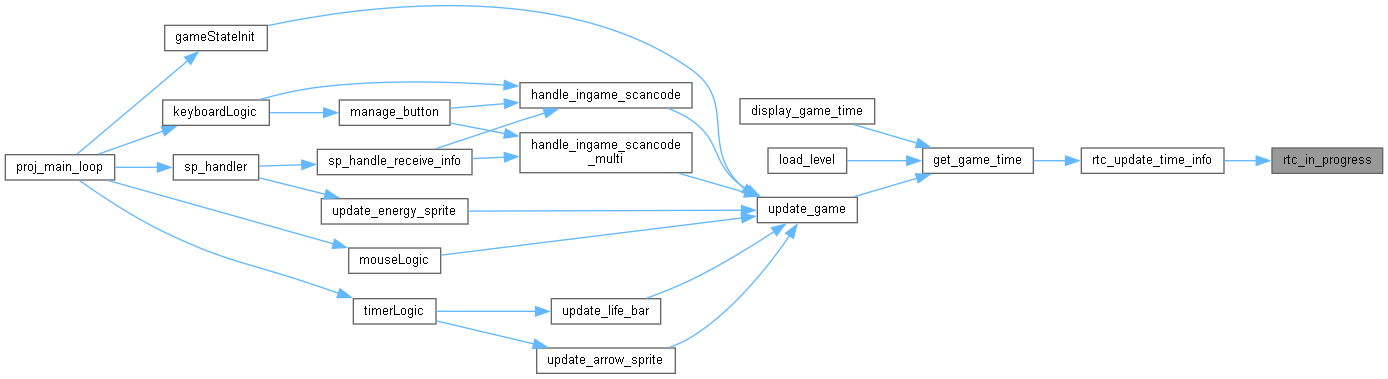 gameStateInit
handle_ingame_scancode
keyboardLogic
manage_button
display_game_time
handle_ingame_scancode
_multi
proj_main_loop
sp_handler
sp_handle_receive_info
load_level
get_game_time
rtc_update_time_info
rtc_in_progress
update_energy_sprite
update_game
mouseLogic
timerLogic
update_life_bar
update_arrow_sprite